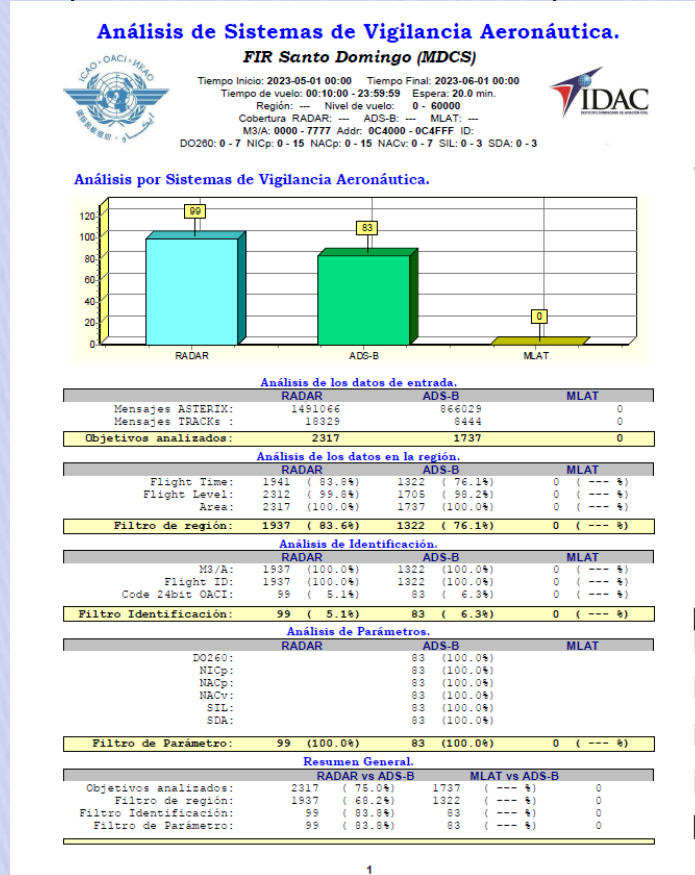 Análisis de Sistemas de Vigilancia Aeronáutica.
FIR Santo Domingo (MDCS)
ICAO · OACI · ИКАО
Tiempo Inicio: 2023-05-01 00:00 Tiempo Final: 2023-06-01 00:00
Tiempo de vuelo: 00:10:00 - 23:59:59 Espera: 20.0 min.
Región: --- Nivel de vuelo: 0 - 60000
Cobertura RADAR: --- ADS-B: --- MLAT: ---
M3/A: 0000 - 7777 Addr: 0C4000 - 0C4FFF ID:
DO260: 0 - 7 NICp: 0 - 15 NACp: 0 - 15 NACv: 0 - 7 SIL: 0 - 3 SDA: 0 - 3
IDAC
INSTITUTO DOMINICANO DE AVIACIÓN CIVIL
Análisis por Sistemas de Vigilancia Aeronáutica.
120
100
80
60
40
20
0
99
83
0
RADAR ADS-B MLAT
Análisis de los datos de entrada.
RADAR ADS-B MLAT
Mensajes ASTERIX: 1491066 866029 0
Mensajes TRACKs : 18329 8444 0
Objetivos analizados: 2317 1737 0
Análisis de los datos en la región.
RADAR ADS-B MLAT
Flight Time: 1941 ( 83.8%) 1322 ( 76.1%) 0 ( --- %)
Flight Level: 2312 ( 99.8%) 1705 ( 98.2%) 0 ( --- %)
Area: 2317 (100.0%) 1737 (100.0%) 0 ( --- %)
Filtro de región: 1937 ( 83.6%) 1322 ( 76.1%) 0 ( --- %)
Análisis de Identificación.
RADAR ADS-B MLAT
M3/A: 1937 (100.0%) 1322 (100.0%) 0 ( --- %)
Flight ID: 1937 (100.0%) 1322 (100.0%) 0 ( --- %)
Code 24bit OACI: 99 ( 5.1%) 83 ( 6.3%) 0 ( --- %)
Filtro Identificación: 99 ( 5.1%) 83 ( 6.3%) 0 ( --- %)
Análisis de Parámetros.
RADAR ADS-B MLAT
DO260: 83 (100.0%)
NICp: 83 (100.0%)
NACp: 83 (100.0%)
NACv: 83 (100.0%)
SIL: 83 (100.0%)
SDA: 83 (100.0%)
Filtro de Parámetro: 99 (100.0%) 83 (100.0%) 0 ( --- %)
Resumen General.
RADAR vs ADS-B MLAT vs ADS-B
Objetivos analizados: 2317 ( 75.0%) 1737 ( --- %) 0
Filtro de región: 1937 ( 68.2%) 1322 ( --- %) 0
Filtro Identificación: 99 ( 83.8%) 83 ( --- %) 0
Filtro de Parámetro: 99 ( 83.8%) 83 ( --- %) 0
1